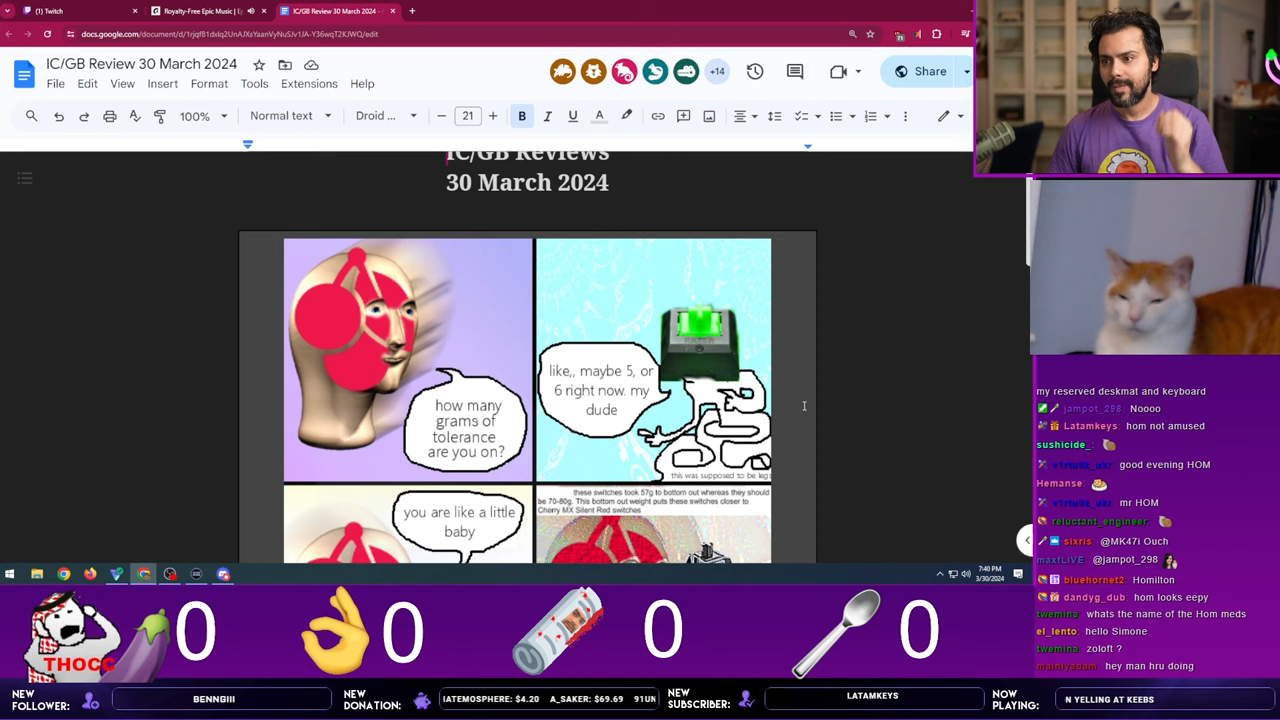 (1) Twitch
Royalty-Free Epic Music | E
IC/GB Review 30 March 2024 -
docs.google.com/document/d/1rjqf81dxlq2UnAJXsYaanVyNuSJv1JA-Y36wqT2KJWQ/edit
IC/GB Review 30 March 2024
File Edit View Insert Format Tools Extensions Help
+14
Share
100%
Normal text
Droid ...
21
B I U A
IC/GB Reviews
30 March 2024
how many
grams of
tolerance
are you on?
like,, maybe 5, or
6 right now. my
dude
this was supposed to be leg
you are like a little
baby
these switches took 57g to bottom out whereas they should
be 70-80g. This bottom out weight puts these switches closer to
Cherry MX Silent Red switches
7:40 PM
3/30/2024
my reserved deskmat and keyboard
jampot_298 Noooo
Latamkeys: hom not amused
sushicide_:
v1rtu0z_ukr: good evening HOM
Hemanse:
v1rtu0z_ukr: mr HOM
reluctant_engineer:
sixris: @MK47i Ouch
maxfLIVE: @jampot_298
bluehornet2: Homilton
dandyg_dub: hom looks eepy
twemina: whats the name of the Hom meds
el_lento: hello Simone
twemina: zoloft ?
mainiyadam: hey man hru doing
THOCC
0
0
0
0
NEW
FOLLOWER:
BENNGIII
NEW
DONATION:
IATEMOSPHERE: $4.20 A_SAKER: $69.69 91UN
NEW
SUBSCRIBER:
LATAMKEYS
NOW
PLAYING:
N YELLING AT KEEBS